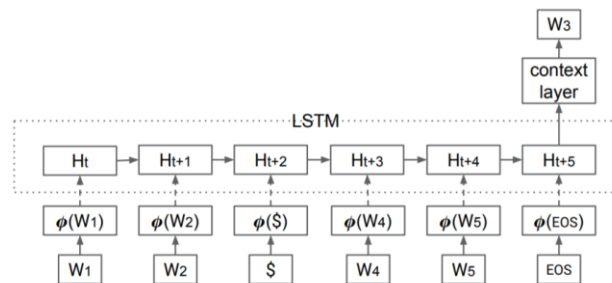 W3
context
layer
LSTM
Ht Ht+1 Ht+2 Ht+3 Ht+4 Ht+5
ϕ(W1) ϕ(W2) ϕ($) ϕ(W4) ϕ(W5) ϕ(EOS)
W1 W2 $ W4 W5 EOS